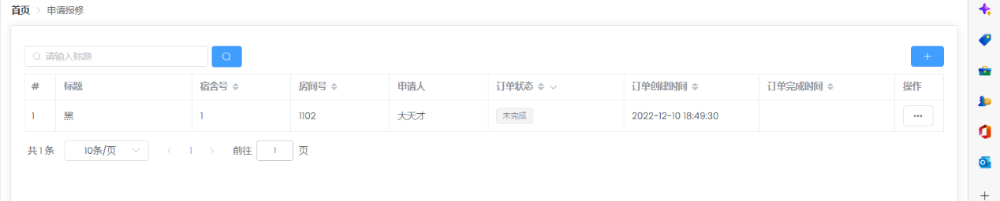 首页 > 申请报修
请输入标题
# 标题 宿舍号 房间号 申请人 订单状态 订单创建时间 订单完成时间 操作
1 黑 1 1102 大天才 未完成 2022-12-10 18:49:30 •••
共 1 条 10条/页 < 1 > 前往 1 页